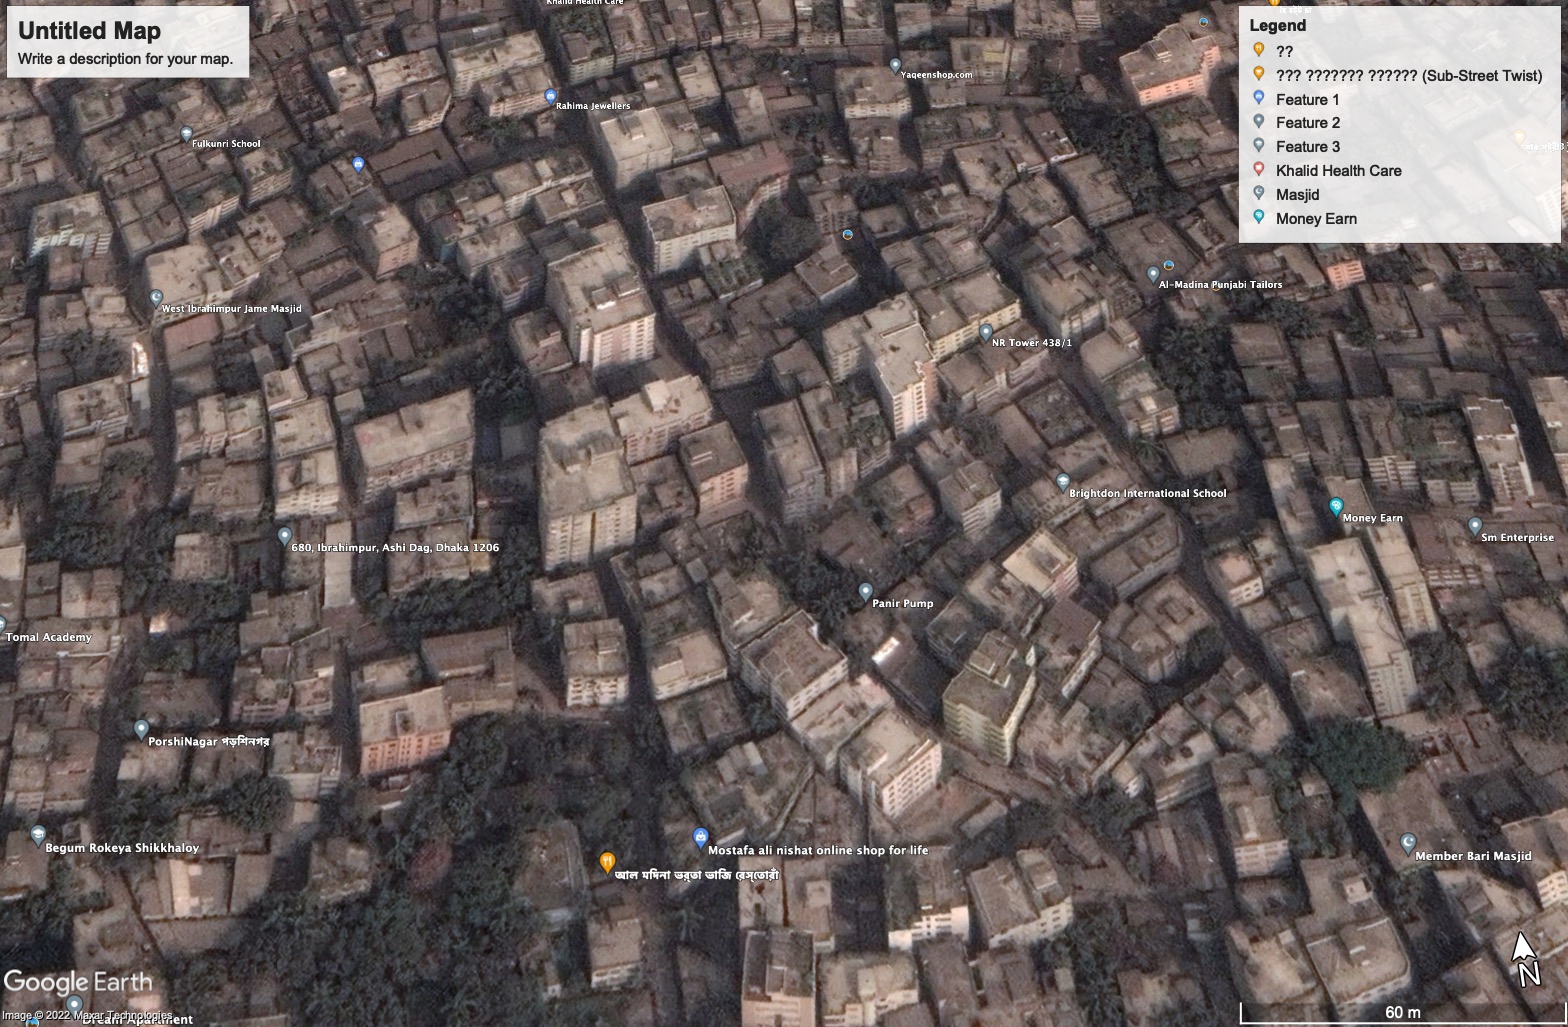 Untitled Map
Write a description for your map.
Khalid Health Care
Legend
??
??? ??????? ?????? (Sub-Street Twist)
Feature 1
Feature 2
Feature 3
Khalid Health Care
Masjid
Money Earn
Yaqeenshop.com
Rahima Jewellers
Fulkunri School
Al-Madina Punjabi Tailors
West Ibrahimpur Jame Masjid
NR Tower 438/1
Brightdon International School
Money Earn
Sm Enterprise
680, Ibrahimpur, Ashi Dag, Dhaka 1206
Panir Pump
Tomal Academy
PorshiNagar পড়শিনগর
Begum Rokeya Shikkhaloy
Mostafa ali nishat online shop for life
Member Bari Masjid
আল মদিনা ভরতা ভাজি রেসতোরা
Google Earth
N
60 m
Image © 2022 Maxar Technologies
Dream Apartment